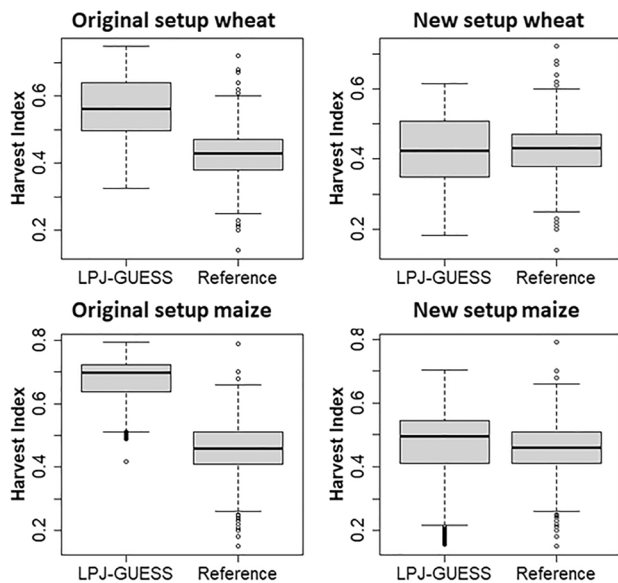 Original setup wheat
Harvest Index
0.6
0.4
0.2
LPJ-GUESS Reference
New setup wheat
Harvest Index
0.6
0.4
0.2
LPJ-GUESS Reference
Original setup maize
Harvest Index
0.8
0.6
0.4
0.2
LPJ-GUESS Reference
New setup maize
Harvest Index
0.8
0.6
0.4
0.2
LPJ-GUESS Reference